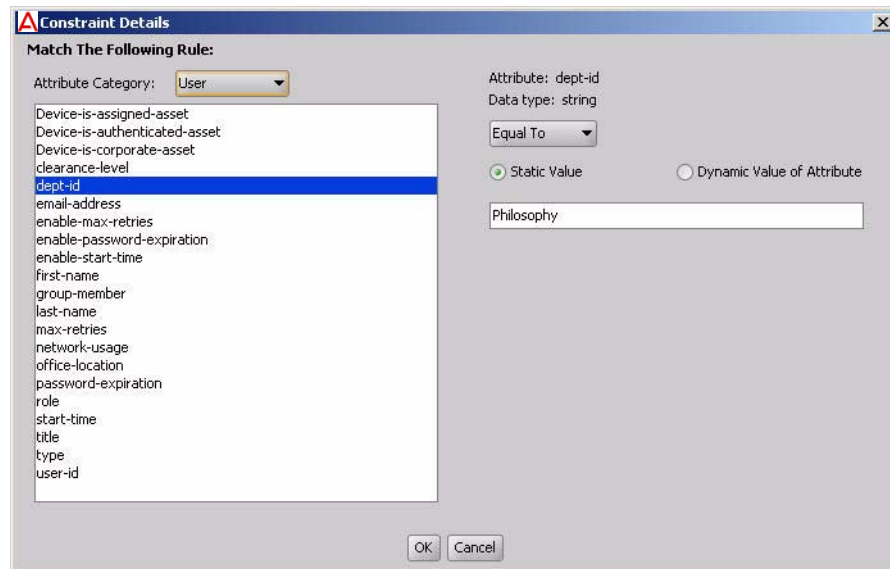 Constraint Details
Match The Following Rule:
Attribute Category: User
Device-is-assigned-asset
Device-is-authenticated-asset
Device-is-corporate-asset
clearance-level
dept-id
email-address
enable-max-retries
enable-password-expiration
enable-start-time
first-name
group-member
last-name
max-retries
network-usage
office-location
password-expiration
role
start-time
title
type
user-id
Attribute: dept-id
Data type: string
Equal To
Static Value
Dynamic Value of Attribute
Philosophy
OK
Cancel